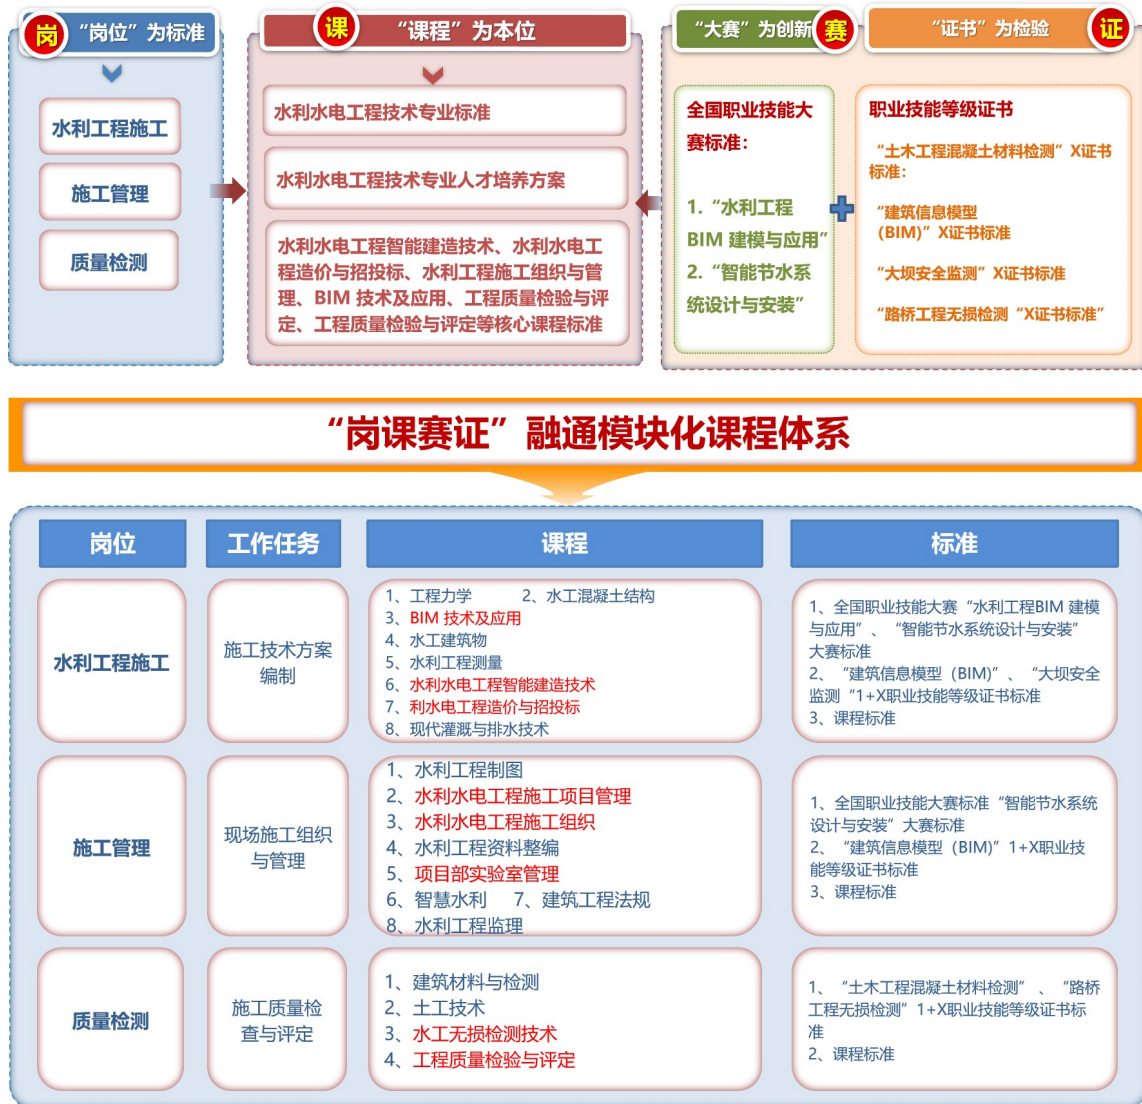 岗 “岗位”为标准
水利工程施工
施工管理
质量检测
课 “课程”为本位
水利水电工程技术专业标准
水利水电工程技术专业人才培养方案
水利水电工程智能建造技术、水利水电工
程造价与招投标、水利工程施工组织与管
理、BIM 技术及应用、工程质量检验与评
定、工程质量检验与评定等核心课程标准
“大赛”为创新 赛
全国职业技能大
赛标准：
1. “水利工程
BIM 建模与应用”
2. “智能节水系
统设计与安装”
“证书”为检验 证
职业技能等级证书
“土木工程混凝土材料检测”X证书
标准：
“建筑信息模型
（BIM)”X证书标准
“大坝安全监测”X证书标准
“路桥工程无损检测“X证书标准”
“岗课赛证”融通模块化课程体系
岗位 工作任务 课程 标准
水利工程施工
施工技术方案
编制
1、工程力学 2、水工混凝土结构
3、BIM 技术及应用
4、水工建筑物
5、水利工程测量
6、水利水电工程智能建造技术
7、利水电工程造价与招投标
8、现代灌溉与排水技术
1、全国职业技能大赛“水利工程BIM 建模
与应用”、“智能节水系统设计与安装”
大赛标准
2、“建筑信息模型（BIM)”、“大坝安全
监测“1+X职业技能等级证书标准
3、课程标准
施工管理
现场施工组织
与管理
1、水利工程制图
2、水利水电工程施工项目管理
3、水利水电工程施工组织
4、水利工程资料整编
5、项目部实验室管理
6、智慧水利 7、建筑工程法规
8、水利工程监理
1、全国职业技能大赛标准“智能节水系统
设计与安装”大赛标准
2、“建筑信息模型（BIM)”1+X职业技
能等级证书标准
3、课程标准
质量检测
施工质量检
查与评定
1、建筑材料与检测
2、土工技术
3、水工无损检测技术
4、工程质量检验与评定
1、“土木工程混凝土材料检测”、“路桥
工程无损检测”1+X职业技能等级证书标
准
2、课程标准